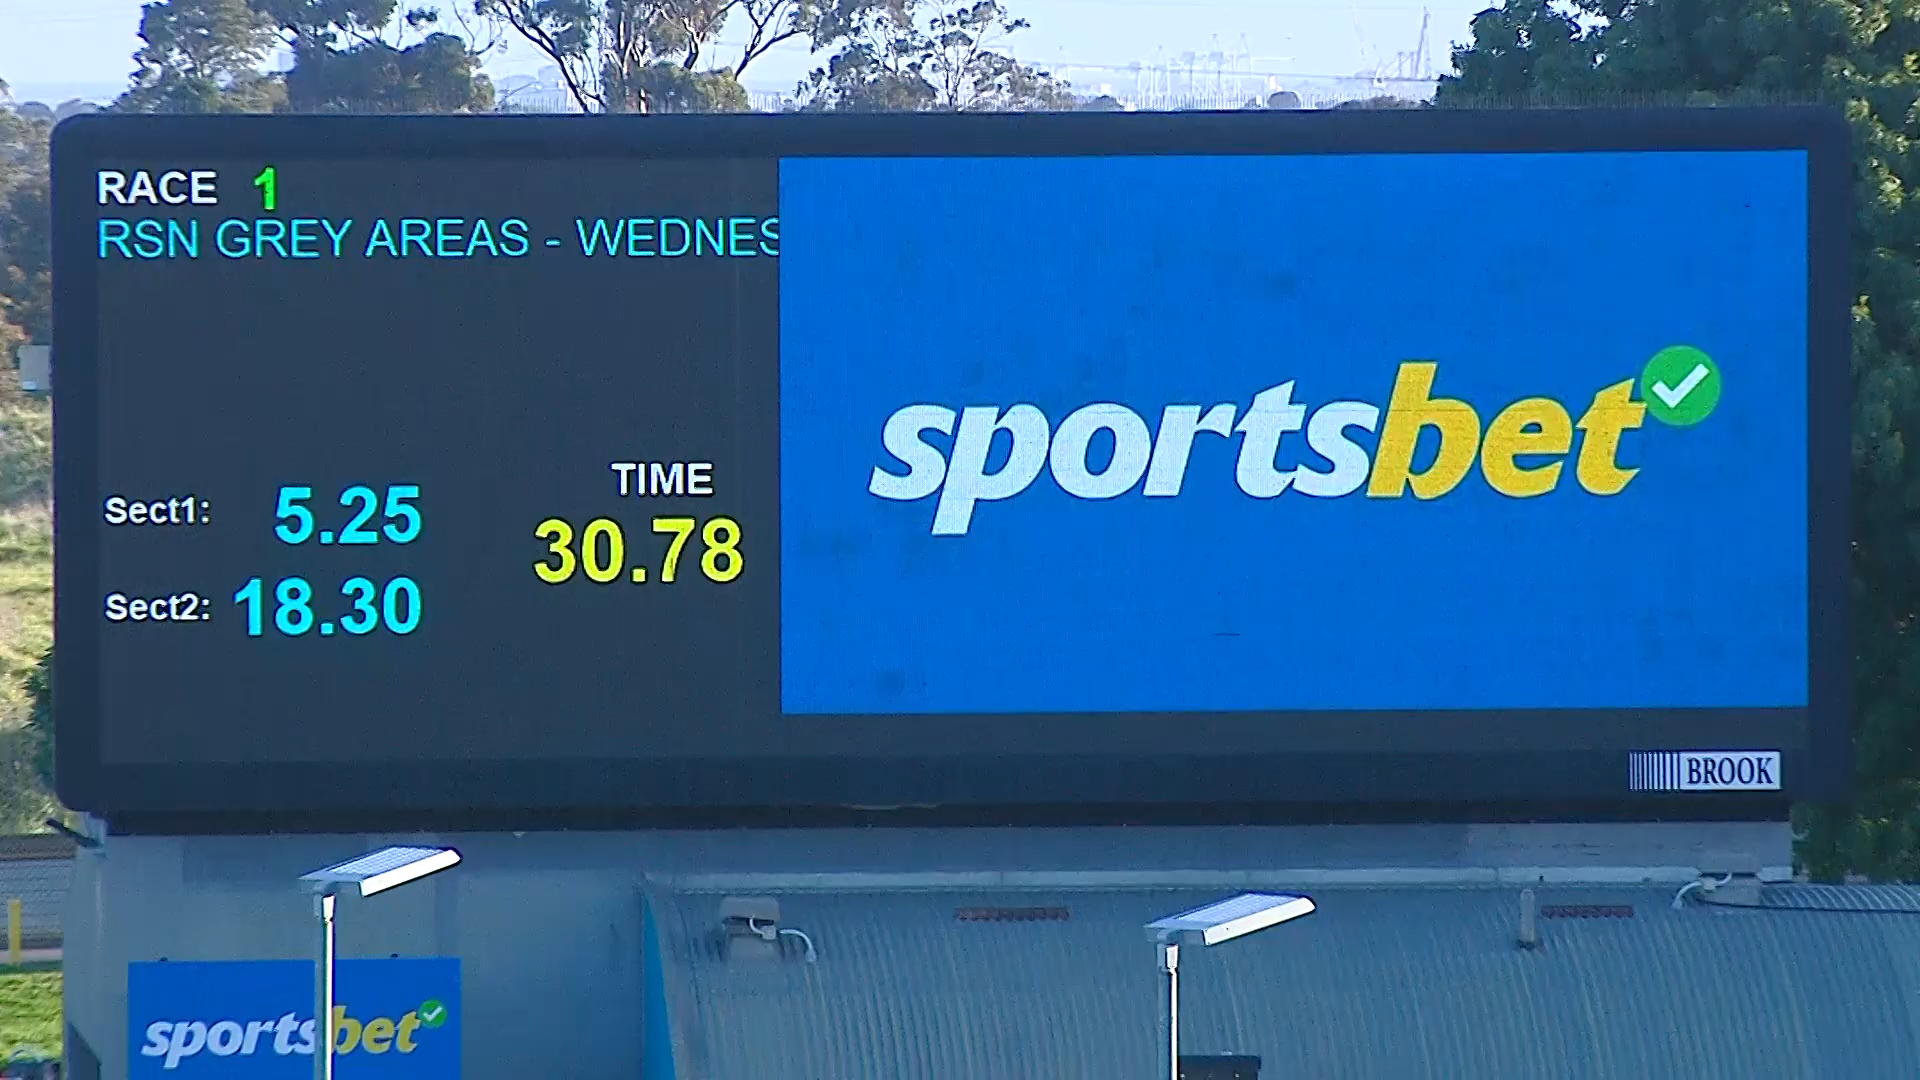 RACE 1
RSN GREY AREAS - WEDNES
Sect1: 5.25
Sect2: 18.30
TIME
30.78
sportsbet
BROOK
sportsbet